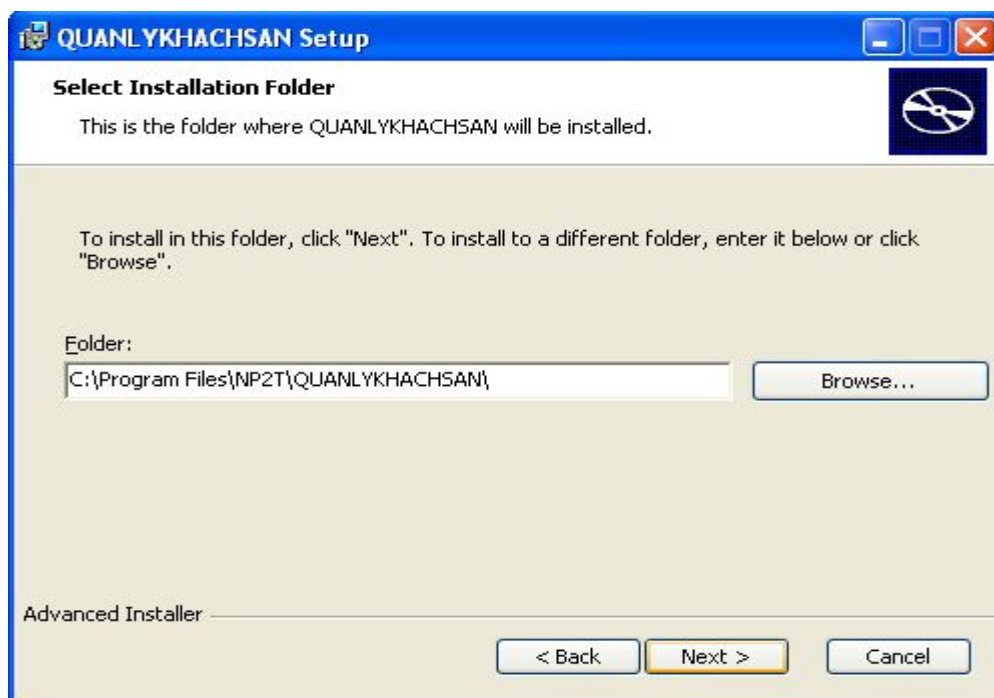 QUANLYKHACHSAN Setup
Select Installation Folder
This is the folder where QUANLYKHACHSAN will be installed.
To install in this folder, click "Next". To install to a different folder, enter it below or click
"Browse".
Folder:
C:\Program Files\NP2T\QUANLYKHACHSAN\
Browse...
Advanced Installer
< Back
Next >
Cancel